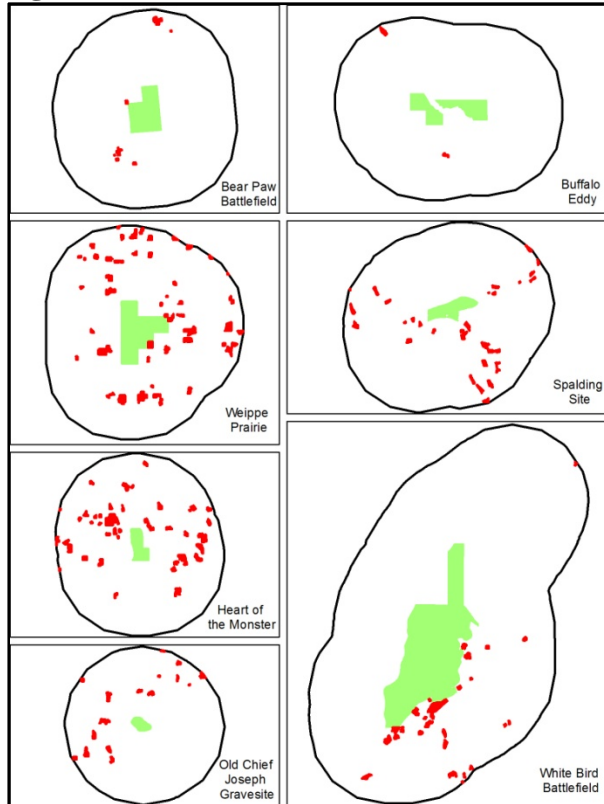 Bear Paw
Battlefield
Buffalo
Eddy
Weippe
Prairie
Spalding
Site
Heart of
the Monster
Old Chief
Joseph
Gravesite
White Bird
Battlefield